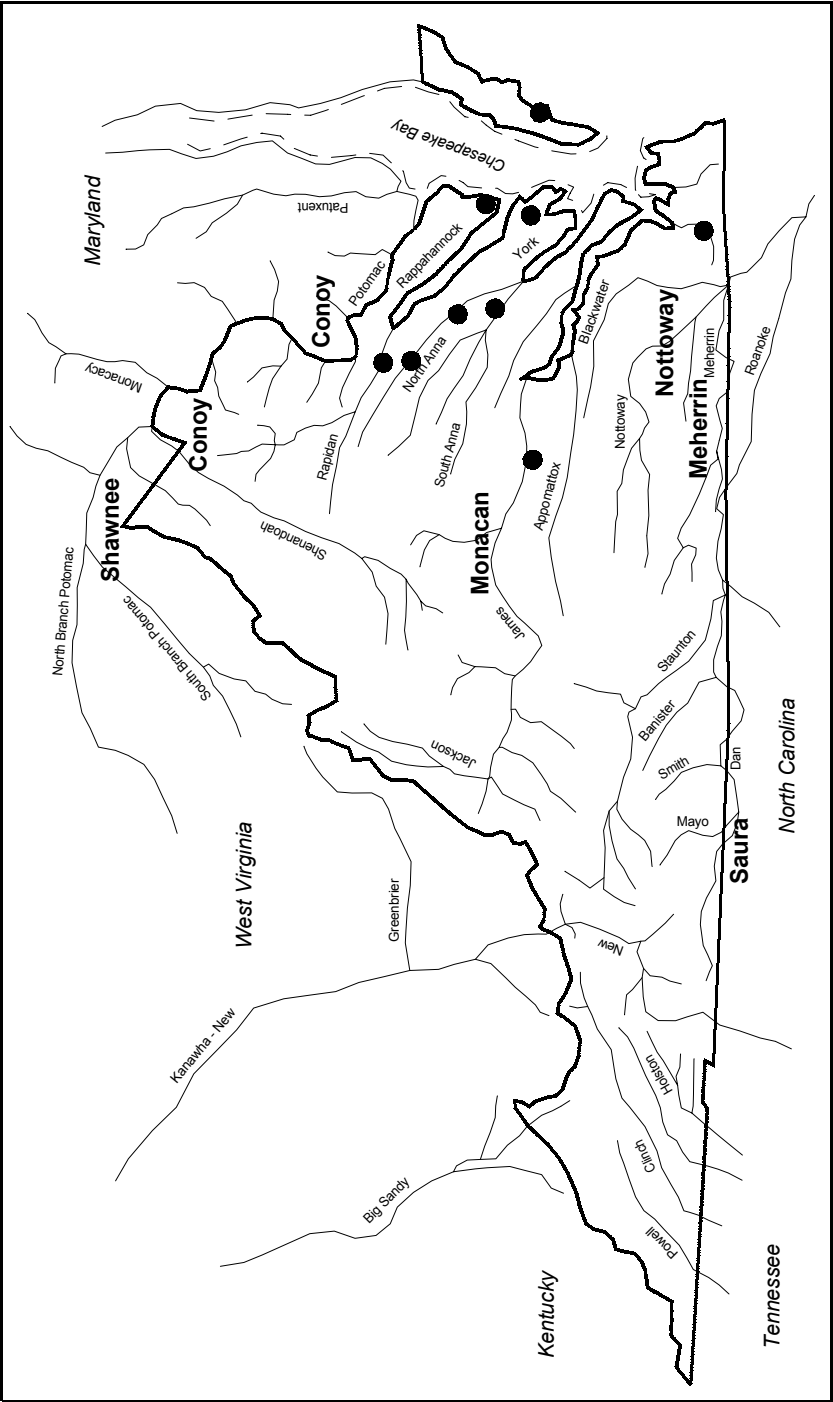 Maryland
Chesapeake Bay
Patuxent
Potomac
Rappahannock
York
Conoy
Monacacy
Conoy
Rapidan
North Anna
South Anna
Blackwater
Nottoway
Nottoway
Meherrin
Meherrin
Roanoke
Shawnee
North Branch Potomac
South Branch Potomac
Shenandoah
Monacan
Appomattox
James
Jackson
Staunton
Banister
Smith
Mayo
Dan
Saura
North Carolina
West Virginia
Greenbrier
Kanawha - New
New
Holston
Clinch
Powell
Big Sandy
Kentucky
Tennessee